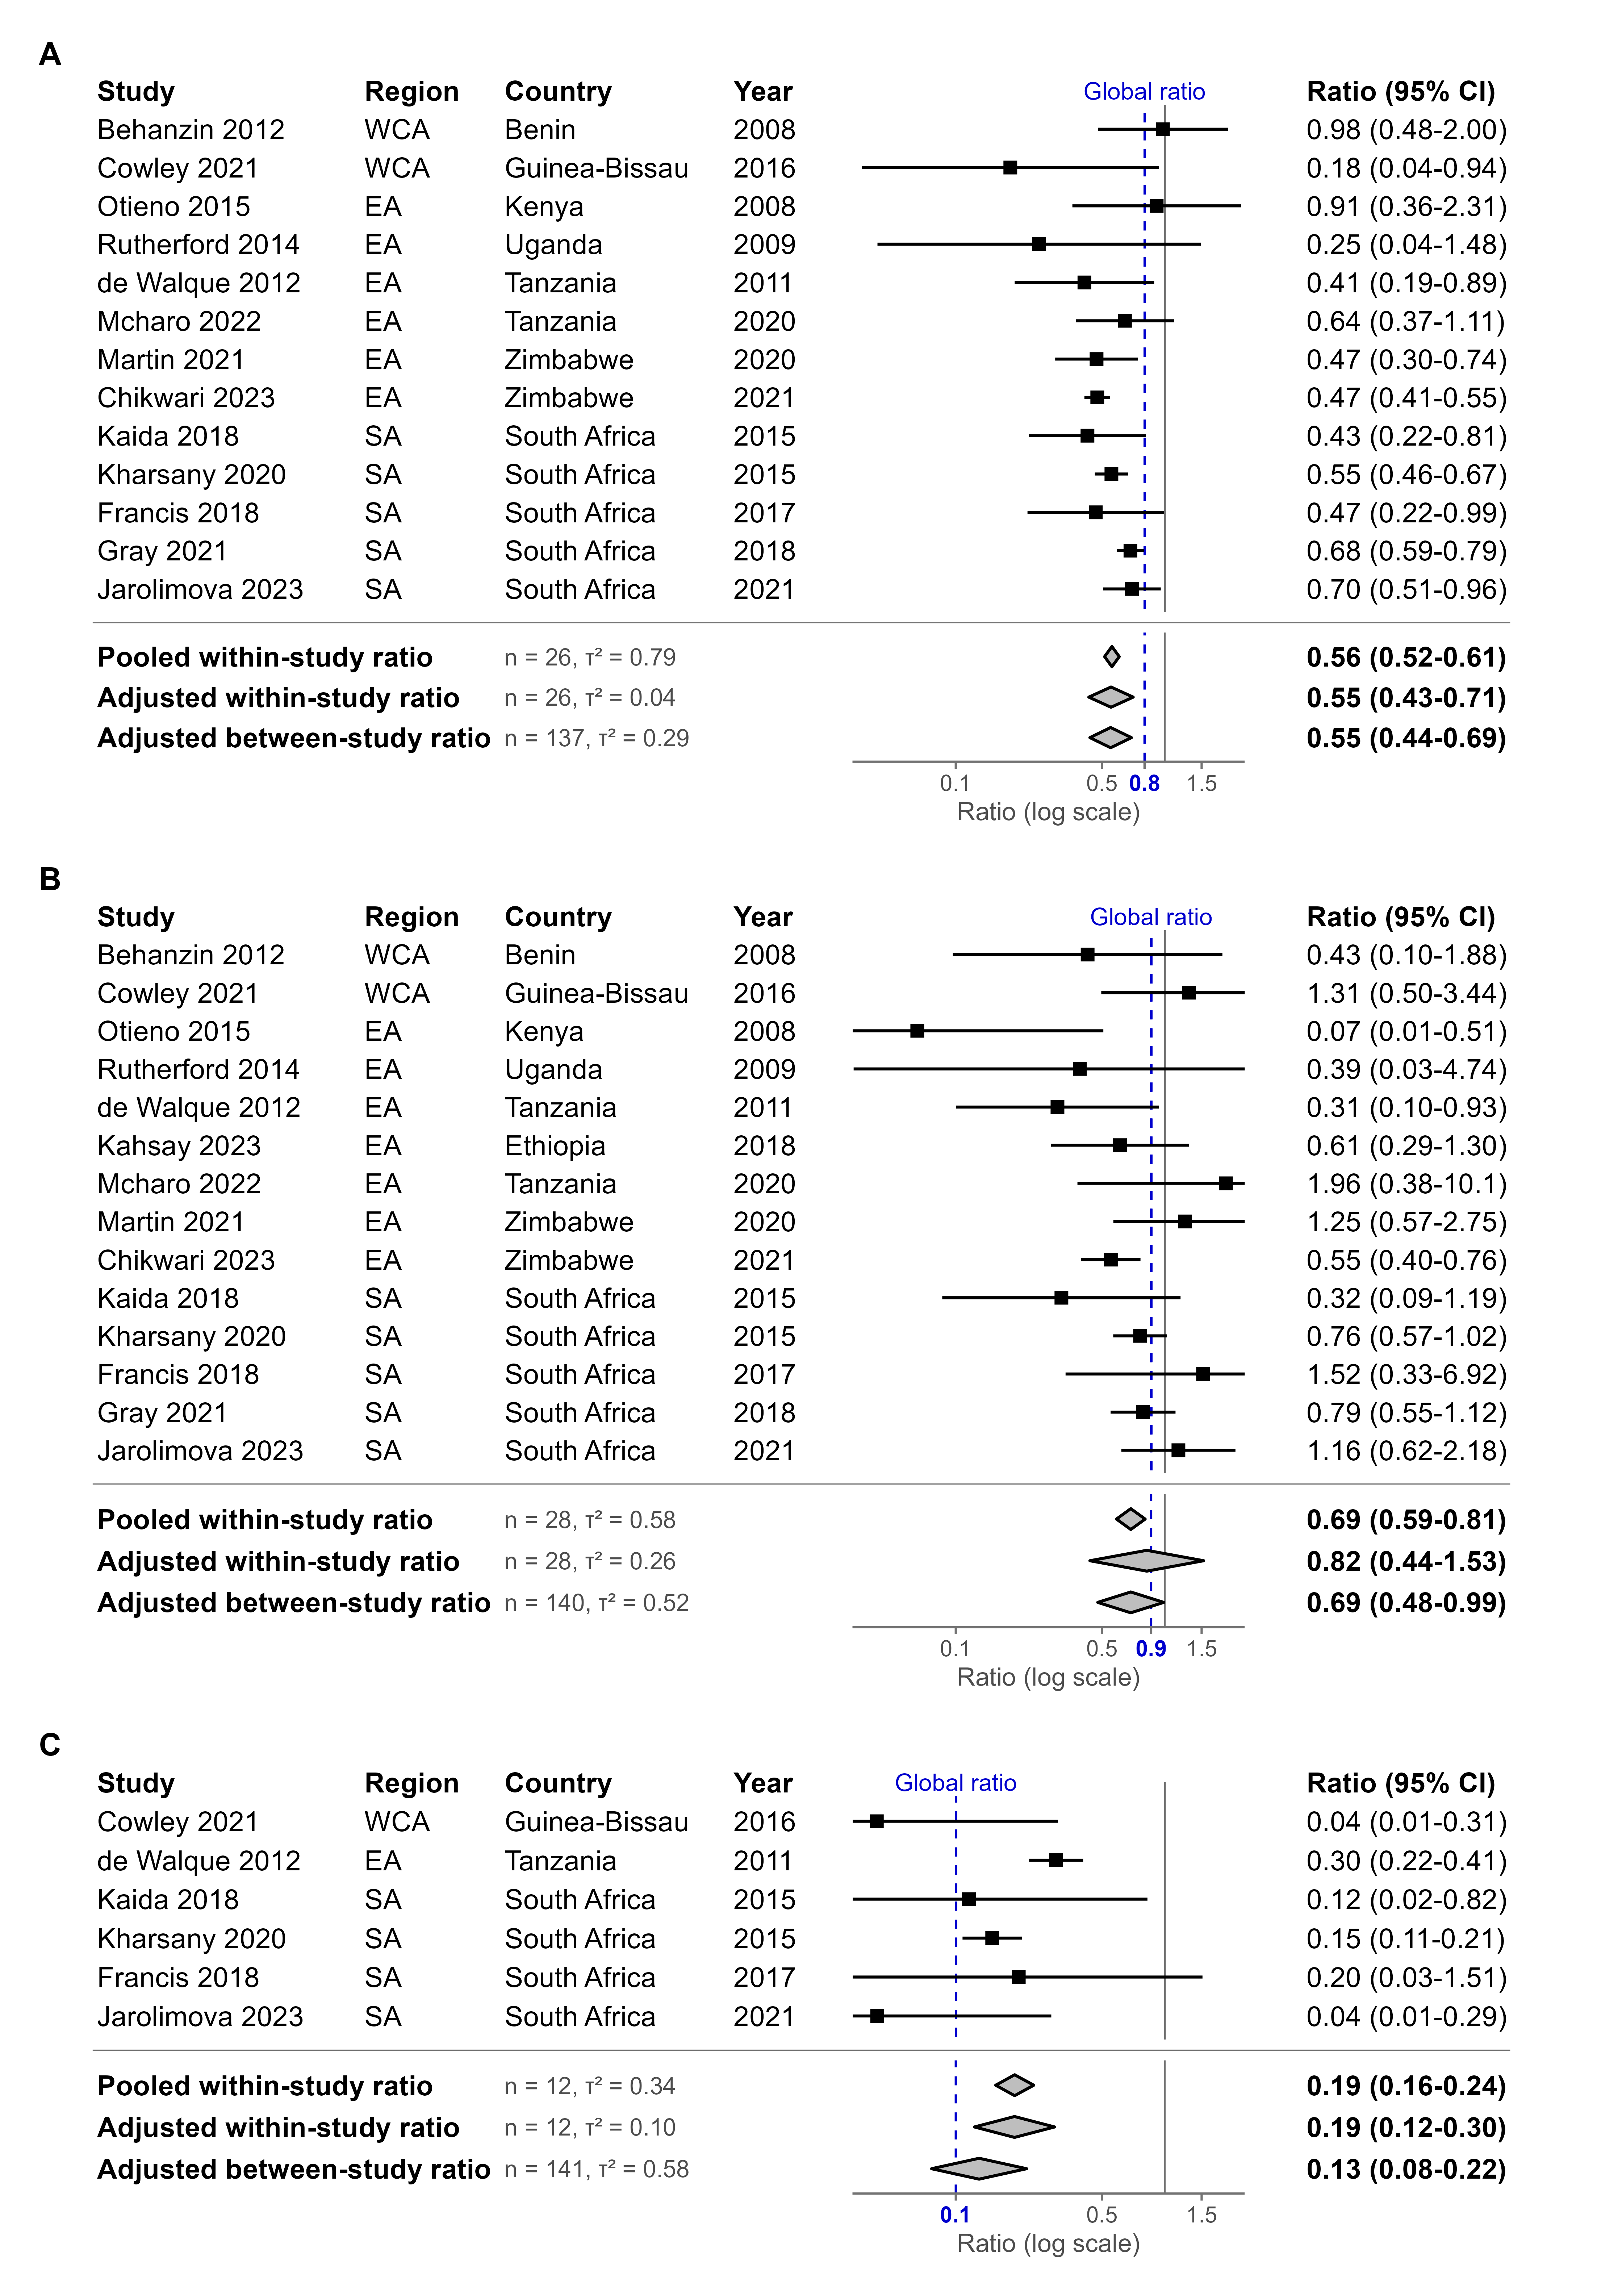 A
Study Region Country Year Global ratio Ratio (95% CI)
Behanzin 2012 WCA Benin 2008 0.98 (0.48-2.00)
Cowley 2021 WCA Guinea-Bissau 2016 0.18 (0.04-0.94)
Otieno 2015 EA Kenya 2008 0.91 (0.36-2.31)
Rutherford 2014 EA Uganda 2009 0.25 (0.04-1.48)
de Walque 2012 EA Tanzania 2011 0.41 (0.19-0.89)
Mcharo 2022 EA Tanzania 2020 0.64 (0.37-1.11)
Martin 2021 EA Zimbabwe 2020 0.47 (0.30-0.74)
Chikwari 2023 EA Zimbabwe 2021 0.47 (0.41-0.55)
Kaida 2018 SA South Africa 2015 0.43 (0.22-0.81)
Kharsany 2020 SA South Africa 2015 0.55 (0.46-0.67)
Francis 2018 SA South Africa 2017 0.47 (0.22-0.99)
Gray 2021 SA South Africa 2018 0.68 (0.59-0.79)
Jarolimova 2023 SA South Africa 2021 0.70 (0.51-0.96)
Pooled within-study ratio n = 26, τ² = 0.79 0.56 (0.52-0.61)
Adjusted within-study ratio n = 26, τ² = 0.04 0.55 (0.43-0.71)
Adjusted between-study ratio n = 137, τ² = 0.29 0.55 (0.44-0.69)
0.1 0.5 0.8 1.5
Ratio (log scale)
B
Study Region Country Year Global ratio Ratio (95% CI)
Behanzin 2012 WCA Benin 2008 0.43 (0.10-1.88)
Cowley 2021 WCA Guinea-Bissau 2016 1.31 (0.50-3.44)
Otieno 2015 EA Kenya 2008 0.07 (0.01-0.51)
Rutherford 2014 EA Uganda 2009 0.39 (0.03-4.74)
de Walque 2012 EA Tanzania 2011 0.31 (0.10-0.93)
Kahsay 2023 EA Ethiopia 2018 0.61 (0.29-1.30)
Mcharo 2022 EA Tanzania 2020 1.96 (0.38-10.1)
Martin 2021 EA Zimbabwe 2020 1.25 (0.57-2.75)
Chikwari 2023 EA Zimbabwe 2021 0.55 (0.40-0.76)
Kaida 2018 SA South Africa 2015 0.32 (0.09-1.19)
Kharsany 2020 SA South Africa 2015 0.76 (0.57-1.02)
Francis 2018 SA South Africa 2017 1.52 (0.33-6.92)
Gray 2021 SA South Africa 2018 0.79 (0.55-1.12)
Jarolimova 2023 SA South Africa 2021 1.16 (0.62-2.18)
Pooled within-study ratio n = 28, τ² = 0.58 0.69 (0.59-0.81)
Adjusted within-study ratio n = 28, τ² = 0.26 0.82 (0.44-1.53)
Adjusted between-study ratio n = 140, τ² = 0.52 0.69 (0.48-0.99)
0.1 0.5 0.9 1.5
Ratio (log scale)
C
Study Region Country Year Global ratio Ratio (95% CI)
Cowley 2021 WCA Guinea-Bissau 2016 0.04 (0.01-0.31)
de Walque 2012 EA Tanzania 2011 0.30 (0.22-0.41)
Kaida 2018 SA South Africa 2015 0.12 (0.02-0.82)
Kharsany 2020 SA South Africa 2015 0.15 (0.11-0.21)
Francis 2018 SA South Africa 2017 0.20 (0.03-1.51)
Jarolimova 2023 SA South Africa 2021 0.04 (0.01-0.29)
Pooled within-study ratio n = 12, τ² = 0.34 0.19 (0.16-0.24)
Adjusted within-study ratio n = 12, τ² = 0.10 0.19 (0.12-0.30)
Adjusted between-study ratio n = 141, τ² = 0.58 0.13 (0.08-0.22)
0.1 0.5 1.5
Ratio (log scale)